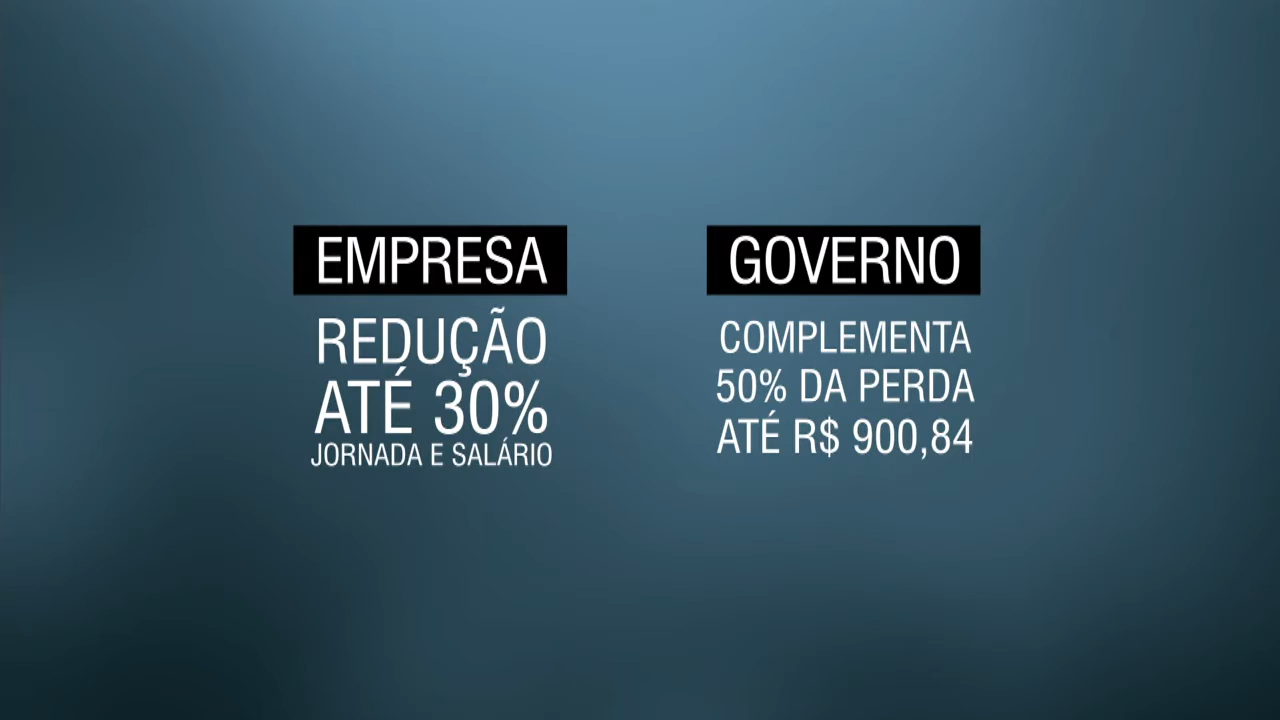 EMPRESA
REDUÇÃO
ATÉ 30%
JORNADA E SALÁRIO
GOVERNO
COMPLEMENTA
50% DA PERDA
ATÉ R$ 900,84